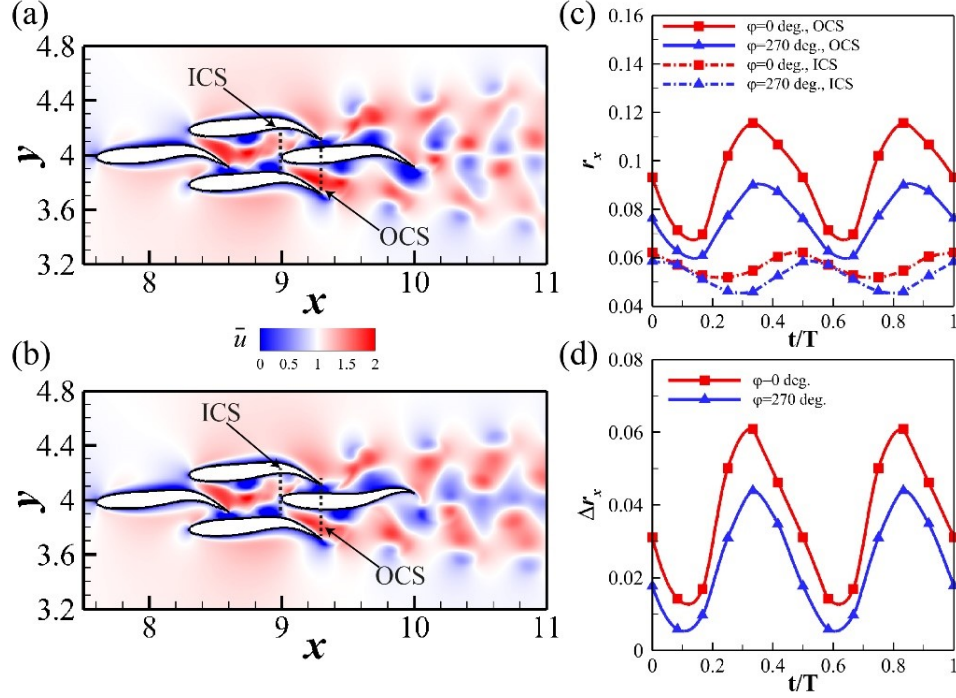 (a)
4.8
4.4
4
3.6
3.2
y
ICS
OCS
8 9 10 11
x
ū
0 0.5 1 1.5 2
(b)
4.8
4.4
4
3.6
3.2
y
ICS
OCS
8 9 10 11
x
(c)
0.16
0.14
0.12
0.1
0.08
0.06
0.04
rₓ
φ=0 deg., OCS
φ=270 deg., OCS
φ=0 deg., ICS
φ=270 deg., ICS
0 0.2 0.4 0.6 0.8 1
t/T
(d)
0.08
0.06
0.04
0.02
0
Δrₓ
φ=0 deg.
φ=270 deg.
0 0.2 0.4 0.6 0.8 1
t/T